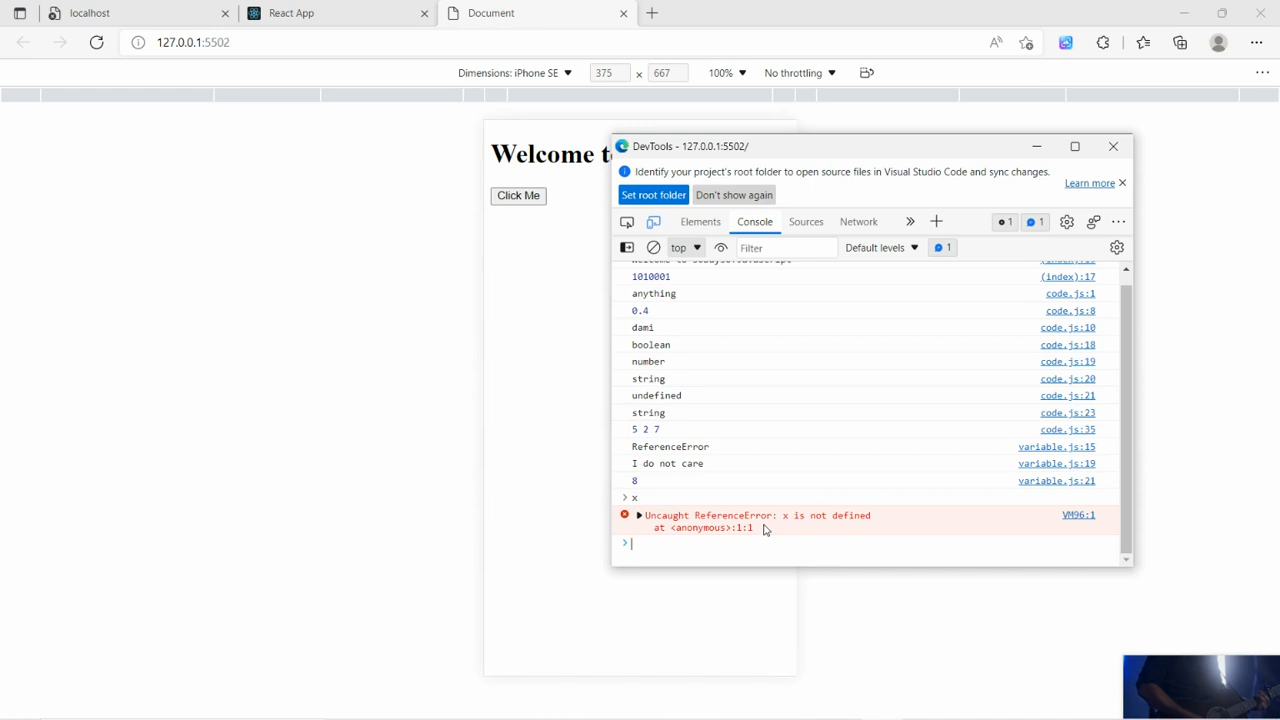 localhost
React App
Document
127.0.0.1:5502
Dimensions: iPhone SE
375 x 667
100%
No throttling
Welcome t
Click Me
DevTools - 127.0.0.1:5502/
Identify your project's root folder to open source files in Visual Studio Code and sync changes.
Learn more
Set root folder
Don't show again
Elements
Console
Sources
Network
1
1
top
Filter
Default levels
1
(index):17
1010001
anything code.js:1
0.4 code.js:8
dami code.js:10
boolean code.js:18
number code.js:19
string code.js:20
undefined code.js:21
string code.js:23
5 2 7 code.js:35
ReferenceError variable.js:15
I do not care variable.js:19
8 variable.js:21
> x
Uncaught ReferenceError: x is not defined VM96:1
at <anonymous>:1:1
>